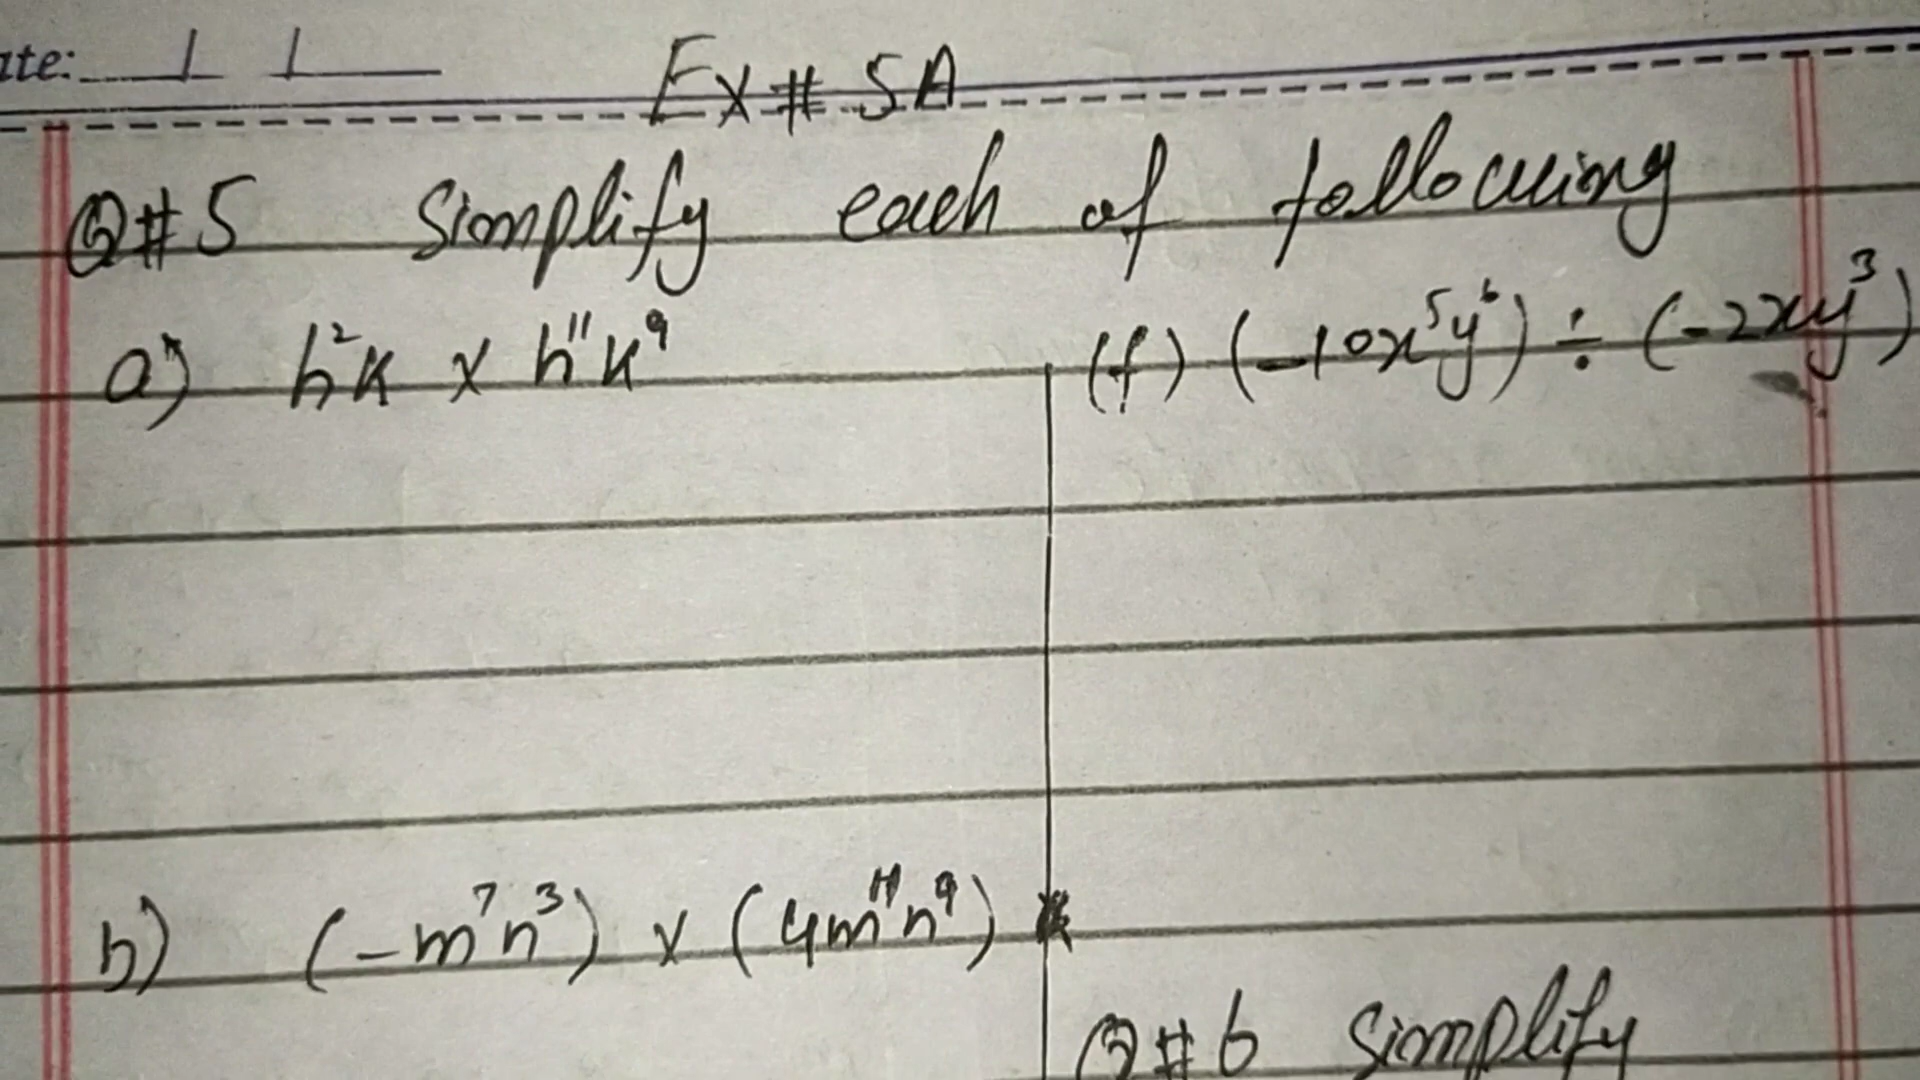 ate: / /
Ex # 5A
Q#5 Simplify each of following
a) h²k × h¹¹k⁹
(f) (-10x⁵y⁶) ÷ (-2xy³)
b) (-m⁷n³) × (4m¹¹n⁹)
Q#6 Simplify